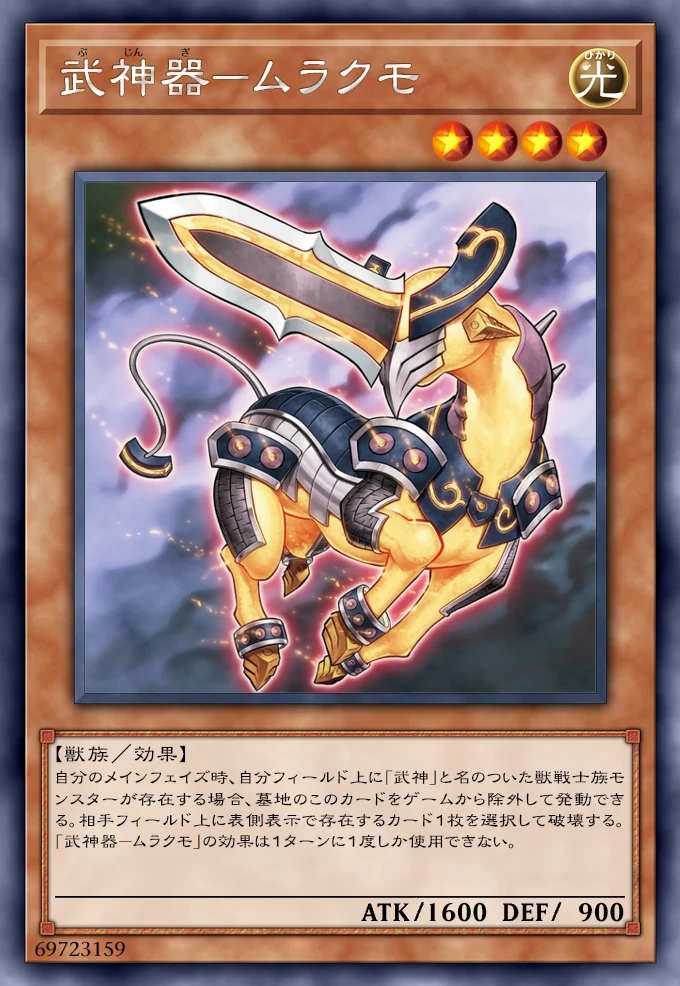 ぶ じん ぎ
武神器－ムラクモ
ひかり
光
【獣族／効果】
自分のメインフェイズ時、自分フィールド上に「武神」と名のついた獣戦士族モ
ンスターが存在する場合、墓地のこのカードをゲームから除外して発動でき
る。相手フィールド上に表側表示で存在するカード１枚を選択して破壊する。
「武神器－ムラクモ」の効果は１ターンに１度しか使用できない。
ATK/1600 DEF/ 900
69723159